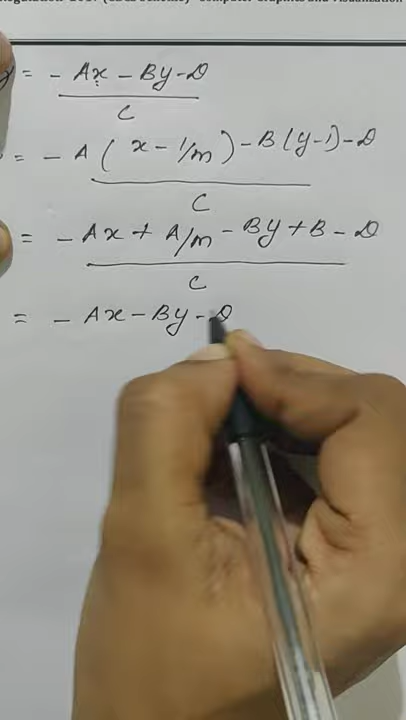 = - Ax - By - D
C
= - A ( x - 1/m ) - B ( y - 1 ) - D
C
= - Ax + A/m - By + B - D
C
= - Ax - By - D